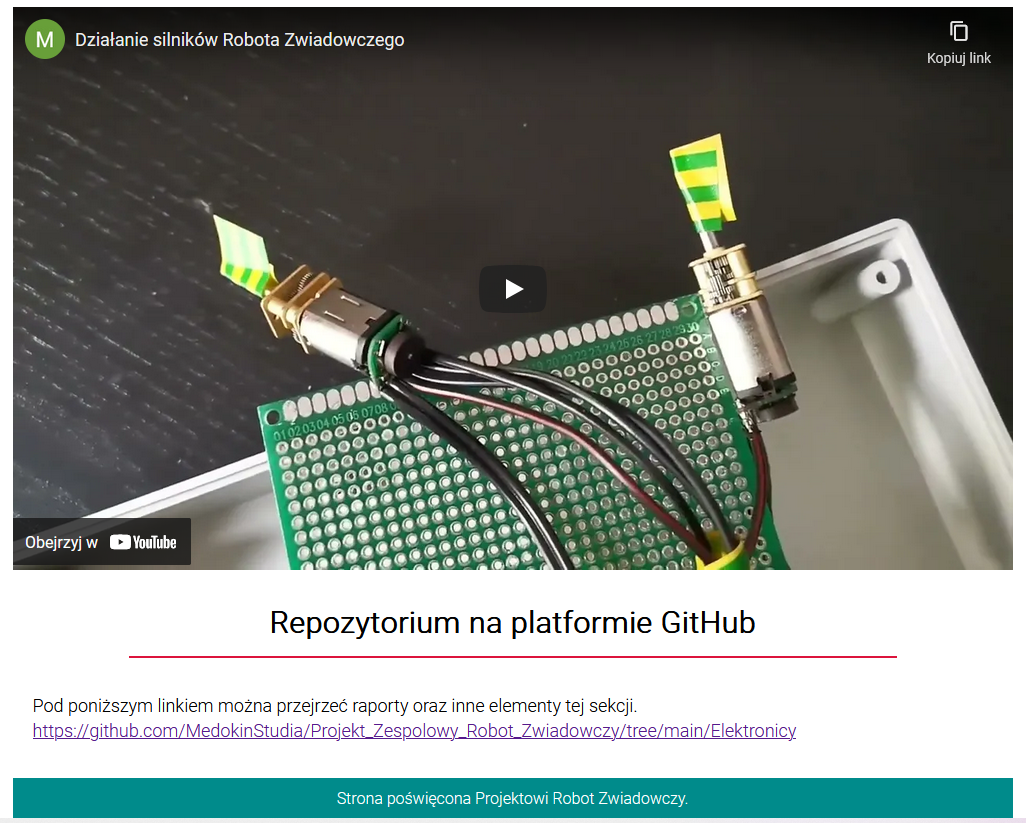 M
Działanie silników Robota Zwiadowczego
Kopiuj link
01 02 03 04 05 06 07 08
20 21 22 23 24 25 26 27 28 29 30
Obejrzyj w YouTube
Repozytorium na platformie GitHub
Pod poniższym linkiem można przejrzeć raporty oraz inne elementy tej sekcji.
https://github.com/MedokinStudia/Projekt_Zespolowy_Robot_Zwiadowczy/tree/main/Elektronicy
Strona poświęcona Projektowi Robot Zwiadowczy.